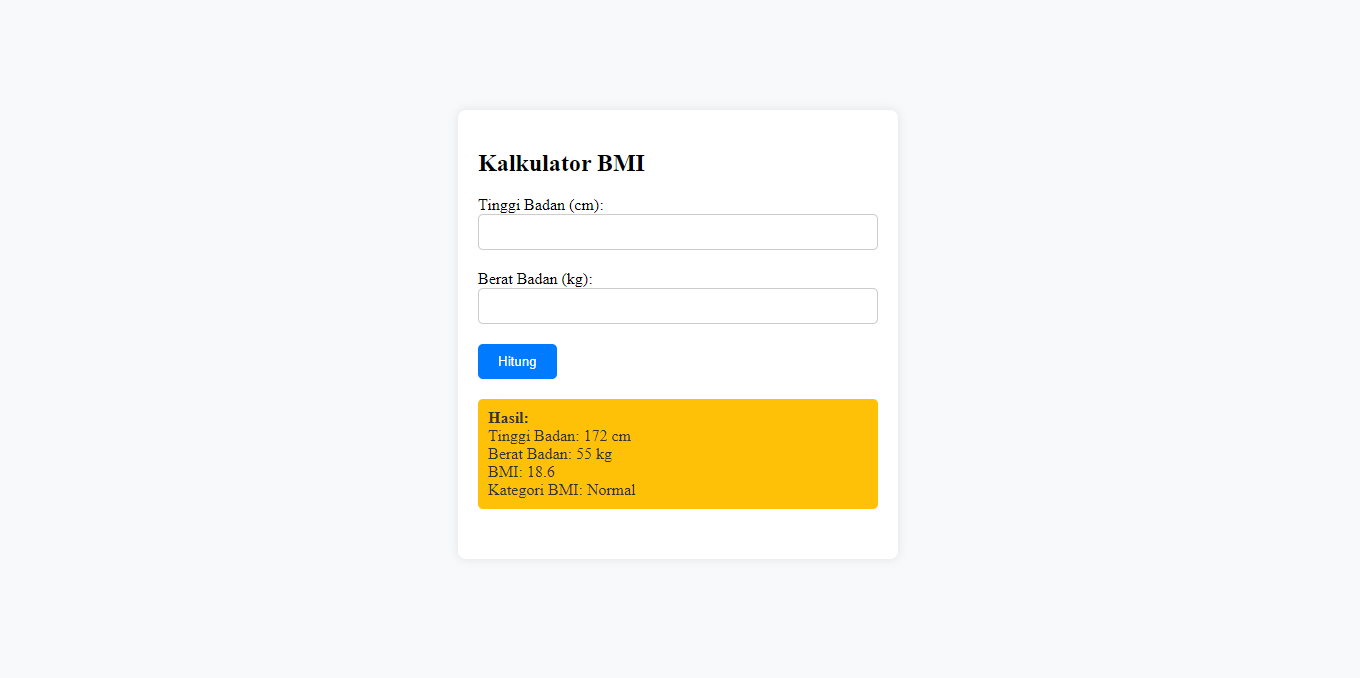 Kalkulator BMI
Tinggi Badan (cm):
Berat Badan (kg):
Hitung
Hasil:
Tinggi Badan: 172 cm
Berat Badan: 55 kg
BMI: 18.6
Kategori BMI: Normal